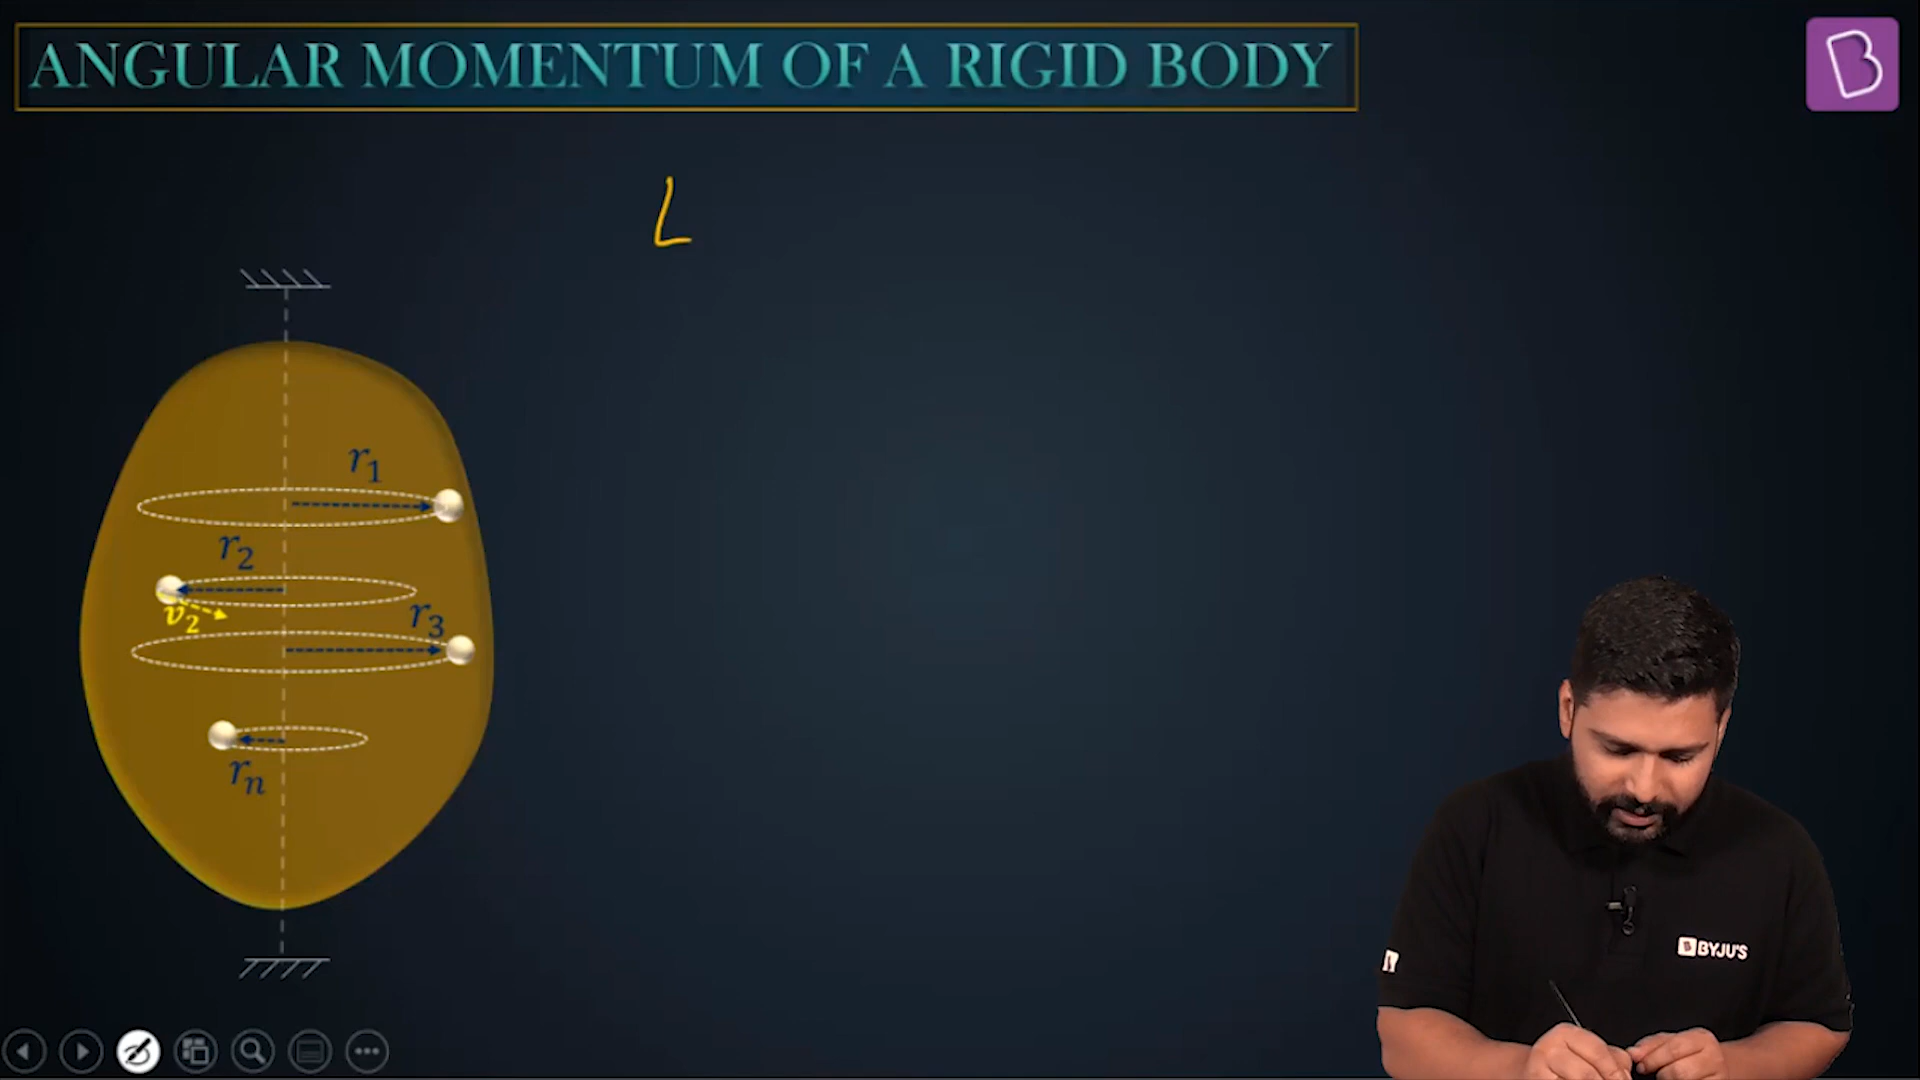 ANGULAR MOMENTUM OF A RIGID BODY
B
L
r₁
r₂
v₂
r₃
rₙ
BYJU'S